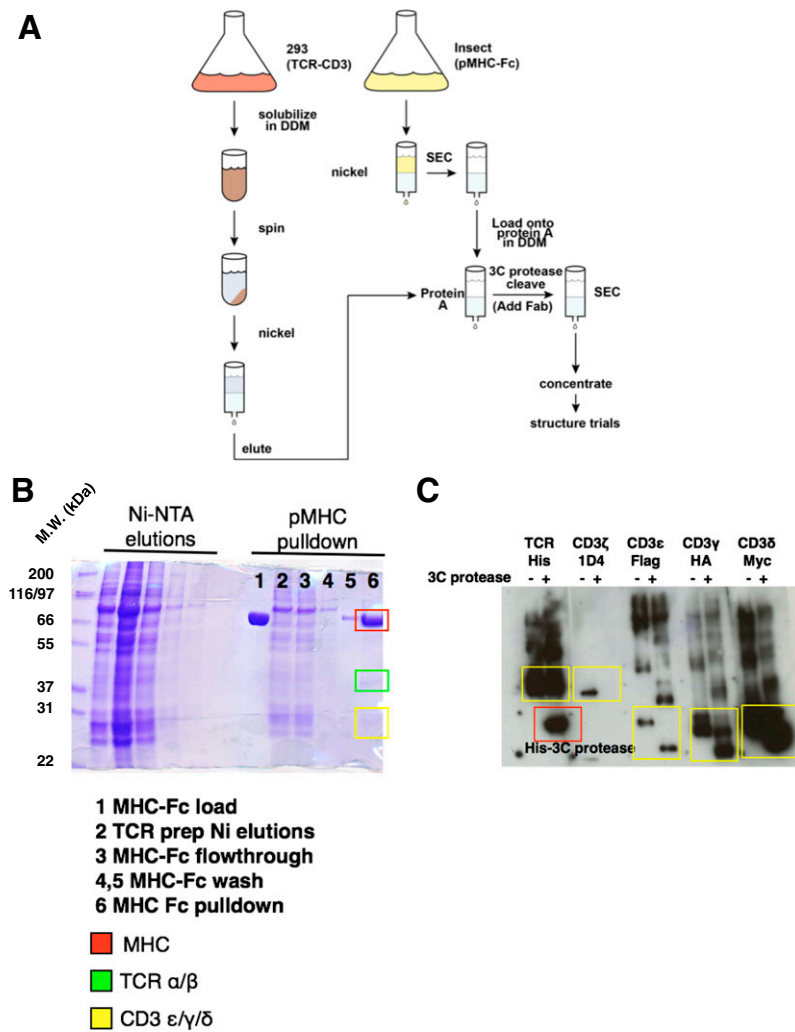 A
293
(TCR-CD3)
Insect
(pMHC-Fc)
solubilize
in DDM
nickel
SEC
spin
Load onto
protein A
in DDM
nickel
Protein
A
3C protease
cleave
(Add Fab)
SEC
elute
concentrate
structure trials
B
M.W. (kDa)
Ni-NTA
elutions
pMHC
pulldown
200
116/97
66
55
37
31
22
1 2 3 4 5 6
1 MHC-Fc load
2 TCR prep Ni elutions
3 MHC-Fc flowthrough
4,5 MHC-Fc wash
6 MHC Fc pulldown
MHC
TCR α/β
CD3 ε/γ/δ
C
TCR CD3ζ CD3ε CD3γ CD3δ
His 1D4 Flag HA Myc
3C protease - + - + - + - + - +
His-3C protease